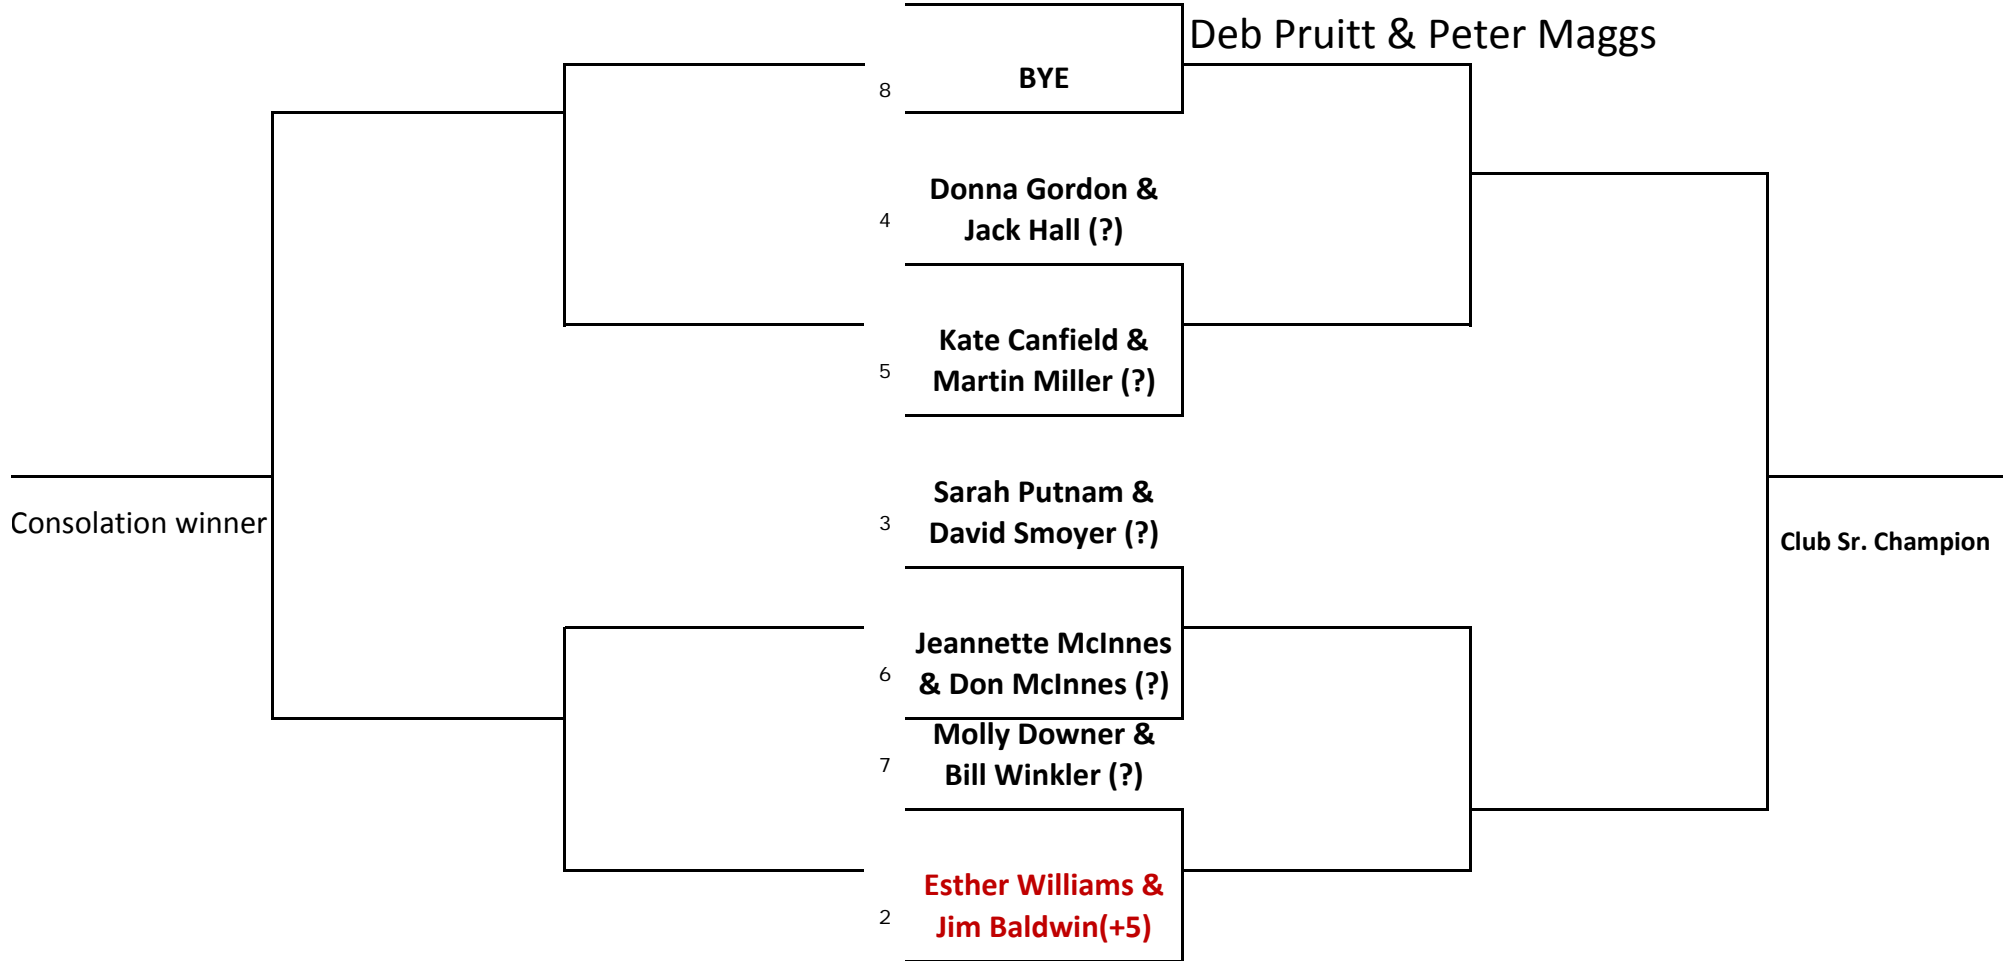 Deb Pruitt & Peter Maggs
8
BYE
4
Donna Gordon &
Jack Hall (?)
5
Kate Canfield &
Martin Miller (?)
3
Sarah Putnam &
David Smoyer (?)
Consolation winner
Club Sr. Champion
6
Jeannette McInnes
& Don McInnes (?)
7
Molly Downer &
Bill Winkler (?)
2
Esther Williams &
Jim Baldwin(+5)